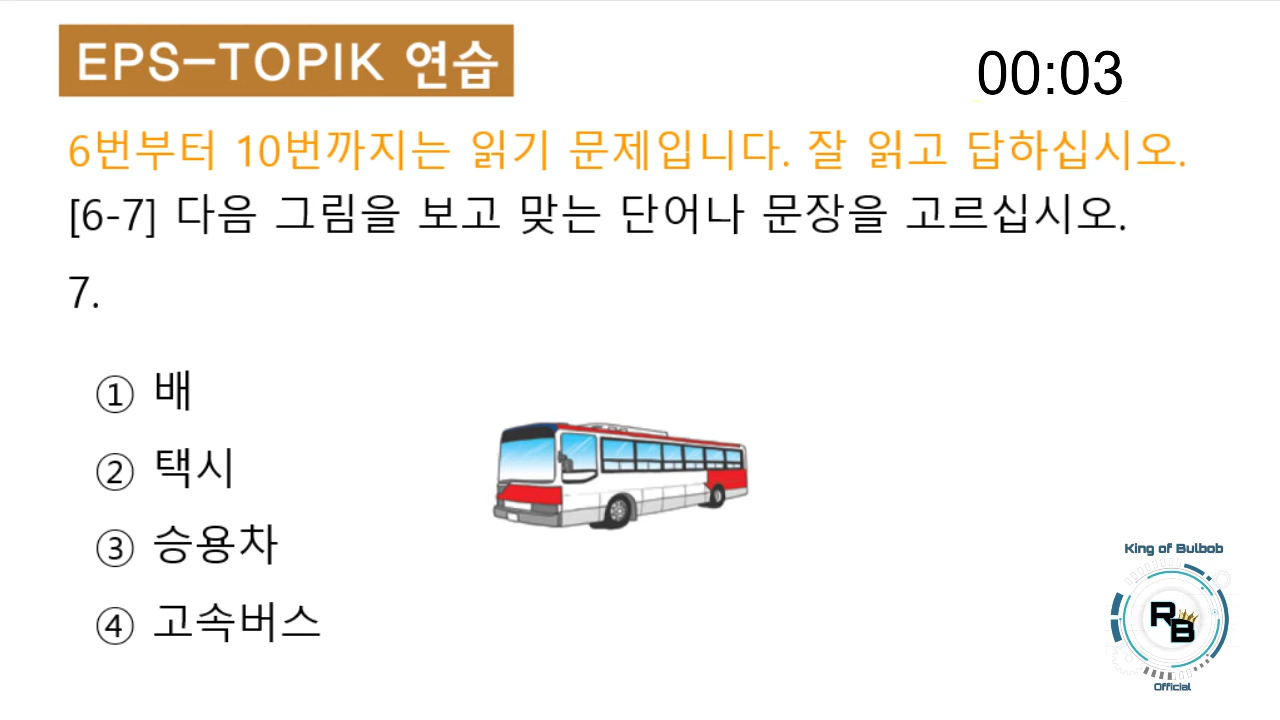 EPS-TOPIK 연습
00:03
6번부터 10번까지는 읽기 문제입니다. 잘 읽고 답하십시오.
[6-7] 다음 그림을 보고 맞는 단어나 문장을 고르십시오.
7.
① 배
② 택시
③ 승용차
④ 고속버스
King of Bulbob
RB
Official